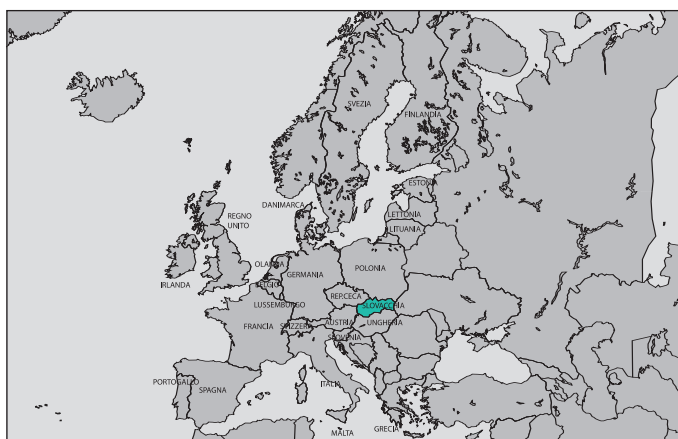 SVEZIA
FINLANDIA
ESTONIA
DANIMARCA
LETTONIA
REGNO
UNITO
LITUANIA
OLANDA
POLONIA
GERMANIA
IRLANDA
BELGIO
REP.CECA
LUSSEMBURGO
SLOVACCHIA
FRANCIA
SVIZZERA
AUSTRIA
UNGHERIA
SLOVENIA
PORTOGALLO
SPAGNA
ITALIA
GRECIA
MALTA